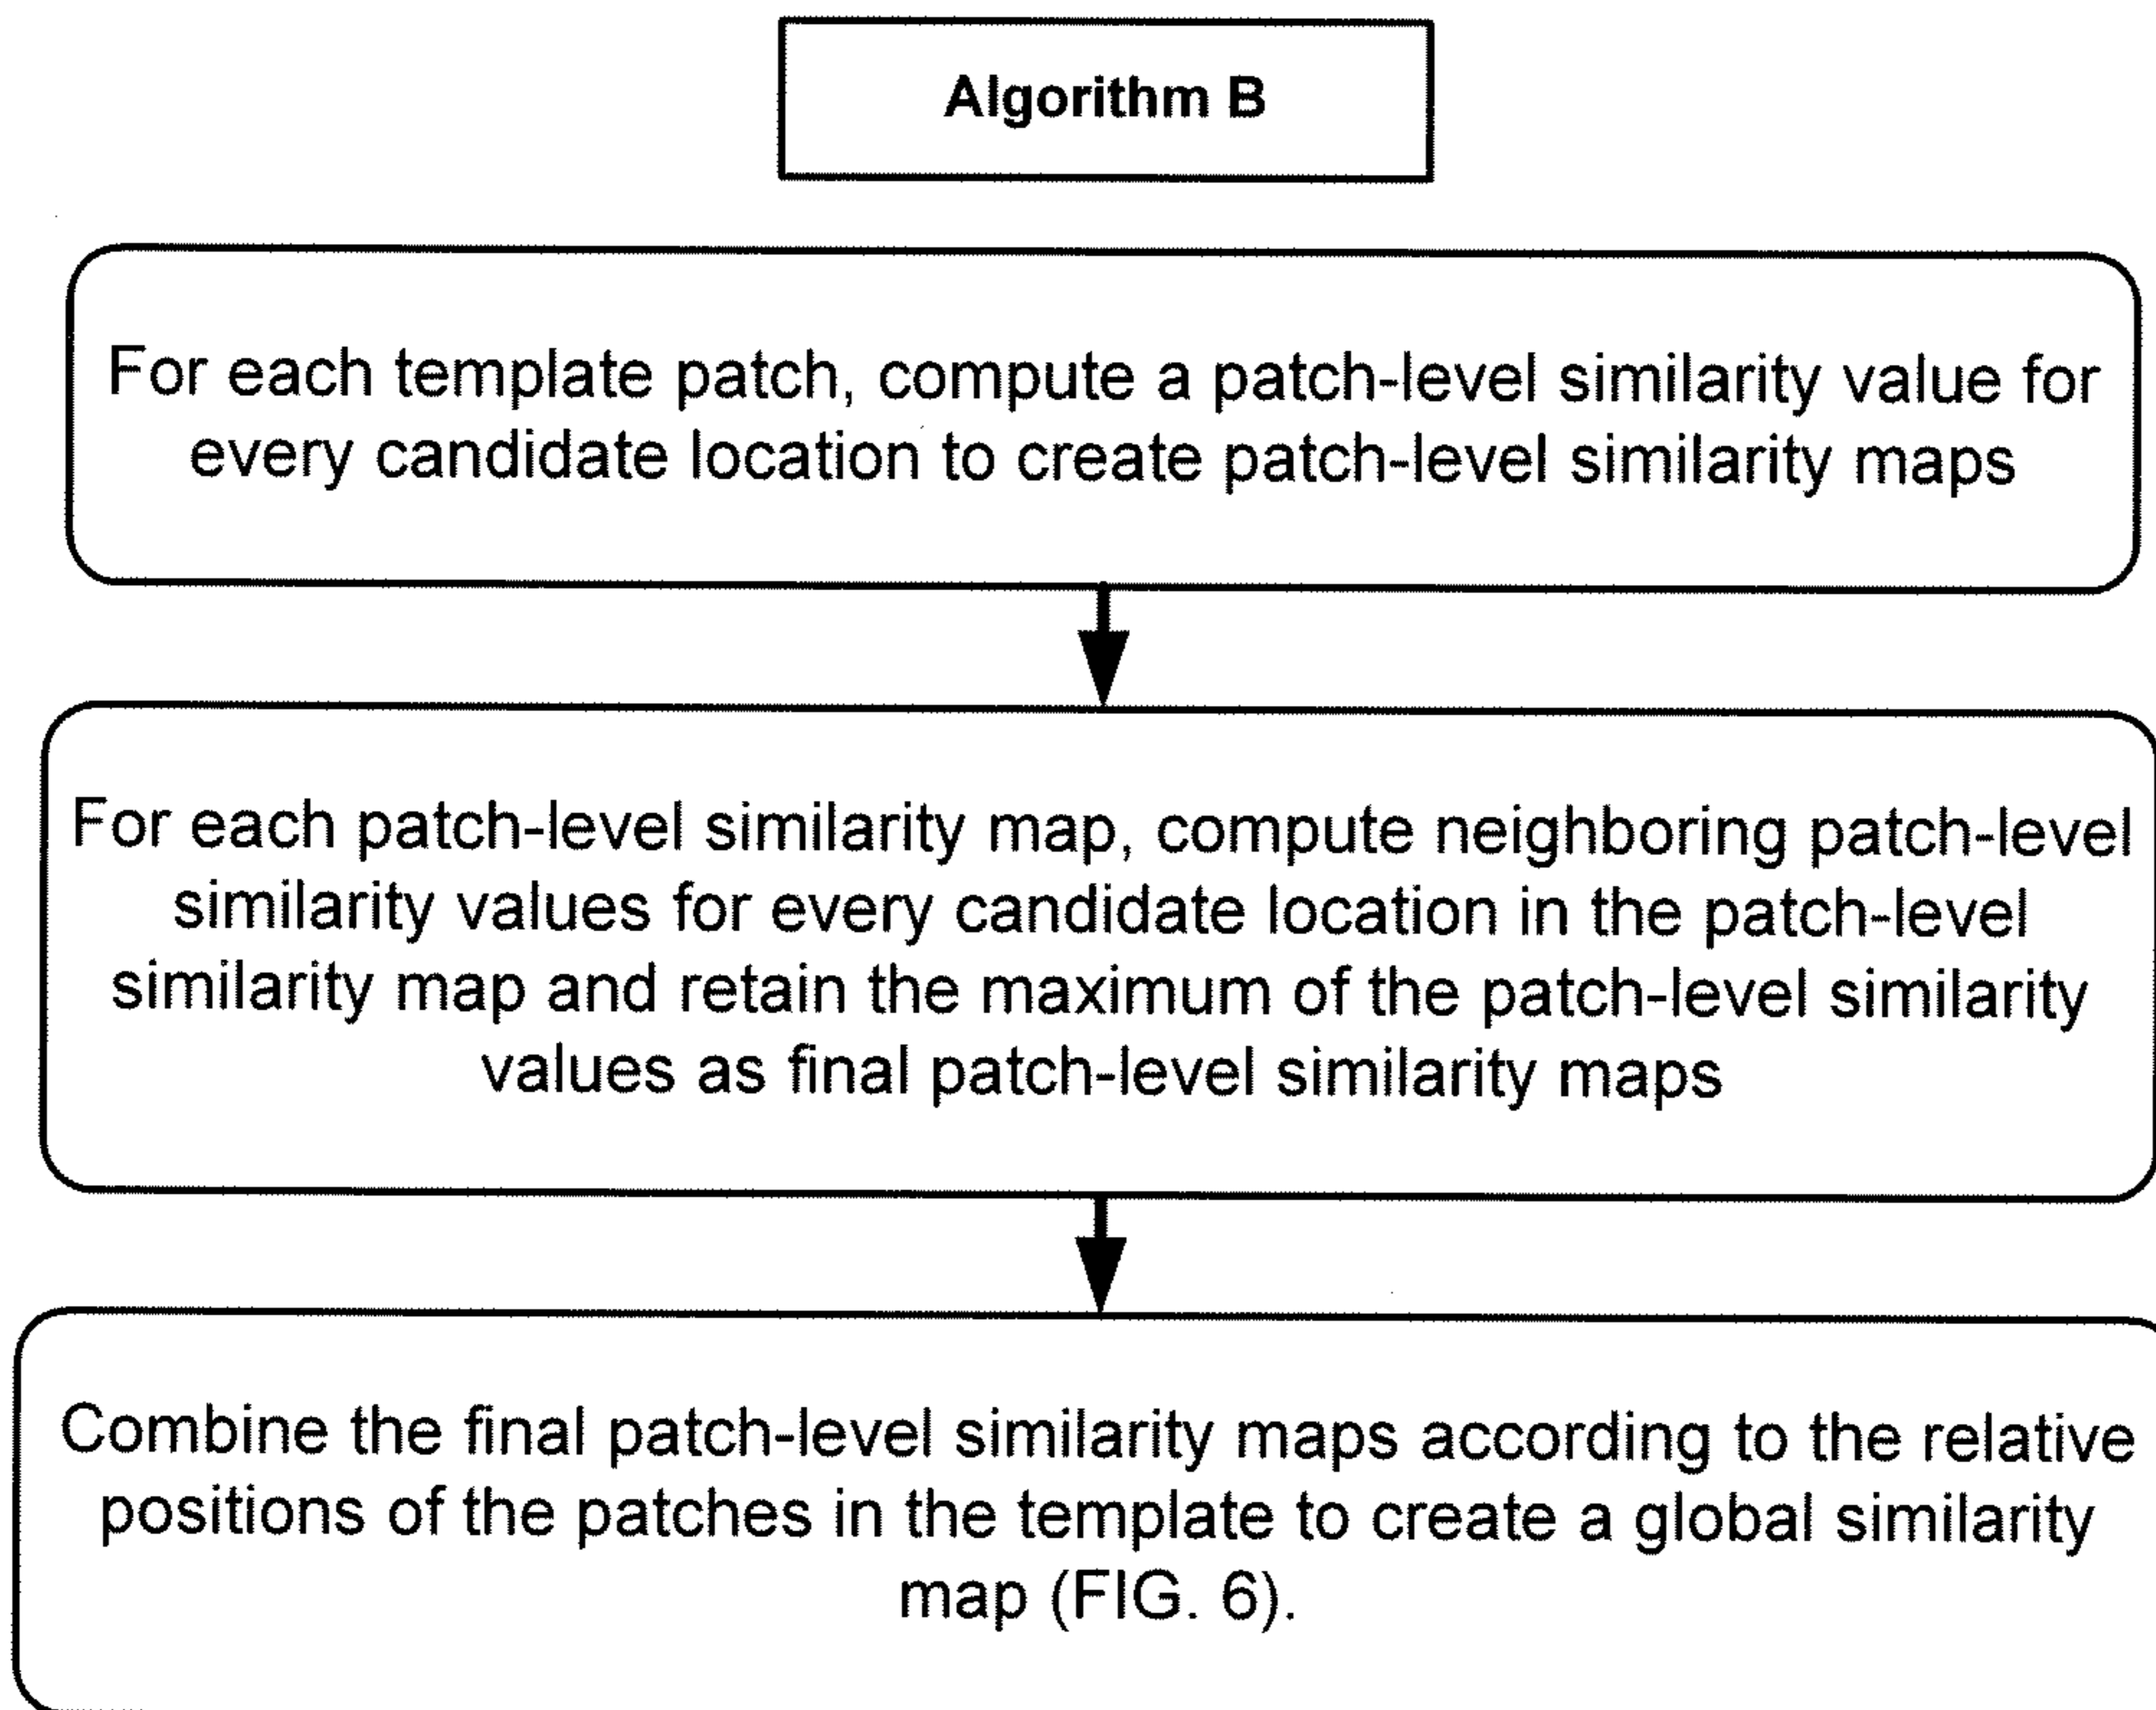 Algorithm B
For each template patch, compute a patch-level similarity value for
every candidate location to create patch-level similarity maps
For each patch-level similarity map, compute neighboring patch-level
similarity values for every candidate location in the patch-level
similarity map and retain the maximum of the patch-level similarity
values as final patch-level similarity maps
Combine the final patch-level similarity maps according to the relative
positions of the patches in the template to create a global similarity
map (FIG. 6).